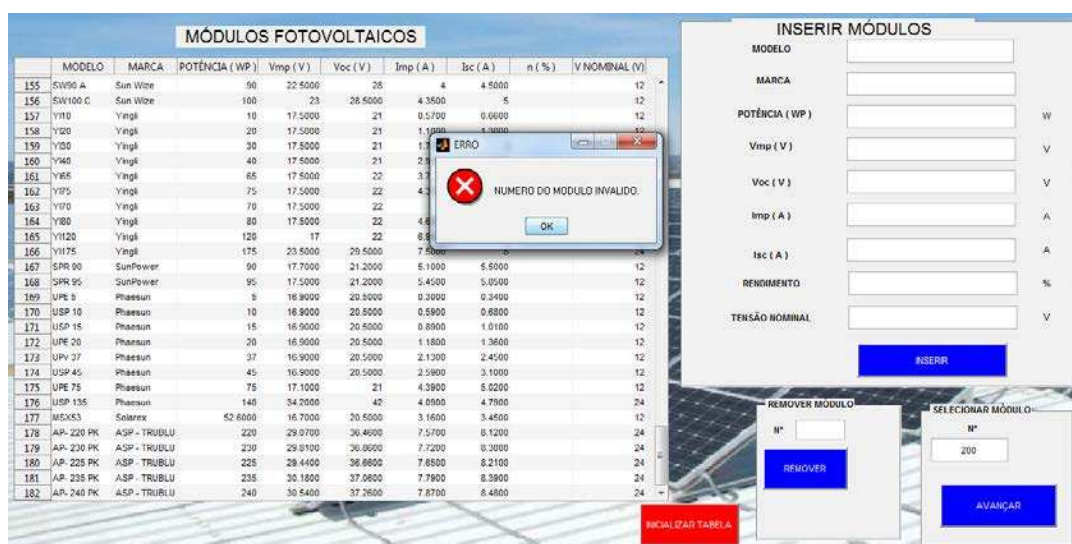 MÓDULOS FOTOVOLTAICOS
MODELO MARCA POTÊNCIA ( WP ) Vmp ( V ) Voc ( V ) Imp ( A ) Isc ( A ) n ( % ) V NOMINAL (V)
155 SW90 A Sun Wize 90 22.5000 28 4 4.5000 12
156 SW100 C Sun Wize 100 23 28.5000 4.3500 5 12
157 Yingli 10 17.5000 21 0.5700 0.6600 12
158 Yingli 20 17.5000 21 12
159 Yingli 30 17.5000 21
160 Yingli 40 17.5000 21
161 Yingli 65 17.5000 22
162 Yingli 75 17.5000 22
163 Yingli 70 17.5000 22
164 Yingli 80 17.5000 22
165 Yingli 120 17 22
166 Yingli 175 23.5000 29.5000 24
167 SPR 90 SunPower 90 17.7000 21.2000 5.1000 5.5000 12
168 SPR 95 SunPower 95 17.5000 21.2000 5.4500 5.8500 12
169 UPE 5 Phaesun 5 16.9000 20.5000 0.3000 0.3400 12
170 USP 10 Phaesun 10 16.9000 20.5000 0.5900 0.6800 12
171 USP 15 Phaesun 15 16.9000 20.5000 0.8900 1.0100 12
172 UPE 20 Phaesun 20 16.9000 20.5000 1.1800 1.3600 12
173 UPv 37 Phaesun 37 16.9000 20.5000 2.1300 2.4500 12
174 USP 45 Phaesun 45 16.9000 20.5000 2.5900 3.1000 12
175 UPE 75 Phaesun 75 17.1000 21 4.3900 5.0200 12
176 USP 135 Phaesun 140 34.2000 42 4.0900 4.7900 24
177 MSX53 Solarex 52.6000 16.7000 20.5000 3.1600 3.4500 12
178 AP- 220 PK ASP - TRUBLU 220 29.0700 36.4600 7.5700 8.1200 24
179 AP- 230 PK ASP - TRUBLU 230 29.8100 36.8600 7.7200 8.3000 24
180 AP- 225 PK ASP - TRUBLU 225 29.4400 36.6600 7.6500 8.2100 24
181 AP- 235 PK ASP - TRUBLU 235 30.1800 37.0600 7.7900 8.3900 24
182 AP- 240 PK ASP - TRUBLU 240 30.5400 37.2600 7.8700 8.4800 24
ERRO
NUMERO DO MODULO INVALIDO.
OK
INSERIR MÓDULOS
MODELO
MARCA
POTÊNCIA ( WP ) W
Vmp ( V ) V
Voc ( V ) V
Imp ( A ) A
Isc ( A ) A
RENDIMENTO %
TENSÃO NOMINAL V
INSERIR
REMOVER MÓDULO
Nº
REMOVER
SELECIONAR MÓDULO
Nº
200
AVANÇAR
INICIALIZAR TABELA